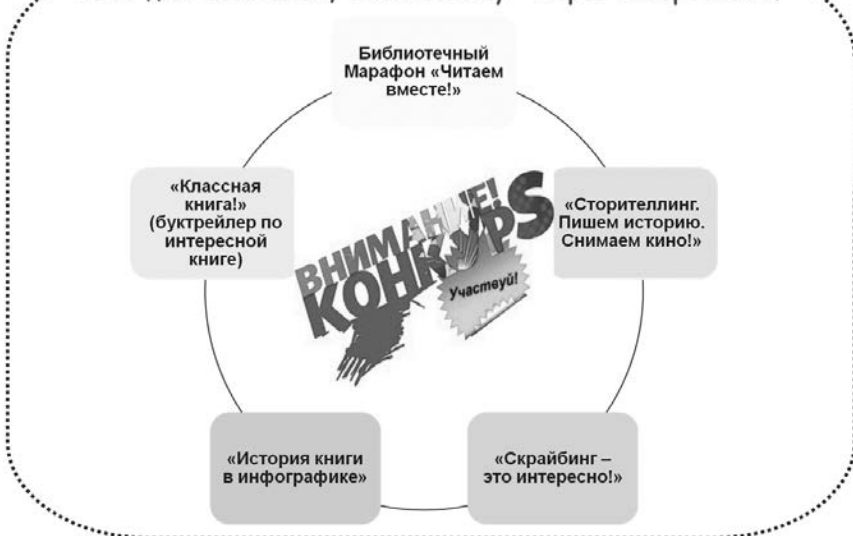 Библиотечный
Марафон «Читаем
вместе!»
«Классная
книга!»
(буктрейлер по
интересной
книге)
ВНИМАНИЕ!
КОНКУРS
Участвуй!
«Сторителлинг.
Пишем историю.
Снимаем кино!»
«История книги
в инфографике»
«Скрайбинг –
это интересно!»